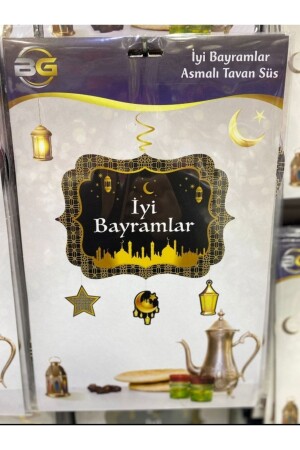 BG
İyi Bayramlar
Asmalı Tavan Süs
İyi
Bayramlar